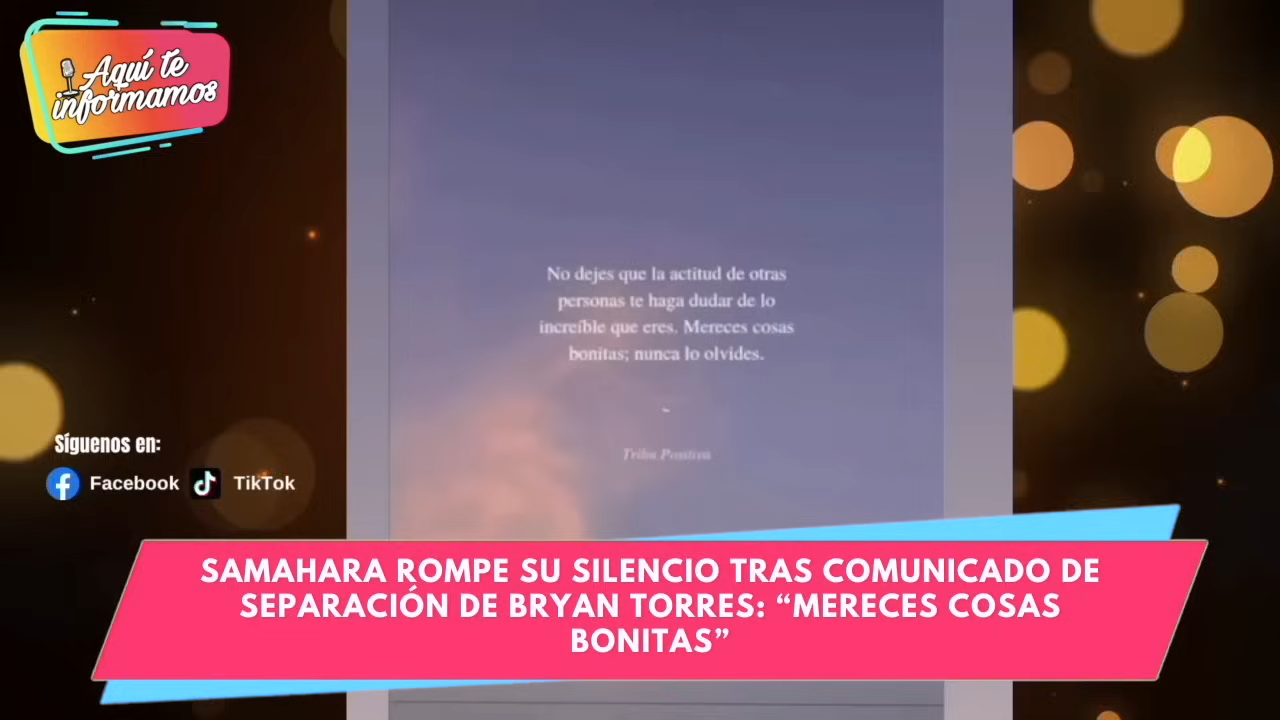 Aquí te
informamos
No dejes que la actitud de otras
personas te haga dudar de lo
increíble que eres. Mereces cosas
bonitas; nunca lo olvides.
~
Tribu Positiva
Síguenos en:
Facebook TikTok
SAMAHARA ROMPE SU SILENCIO TRAS COMUNICADO DE
SEPARACIÓN DE BRYAN TORRES: “MERECES COSAS
BONITAS”